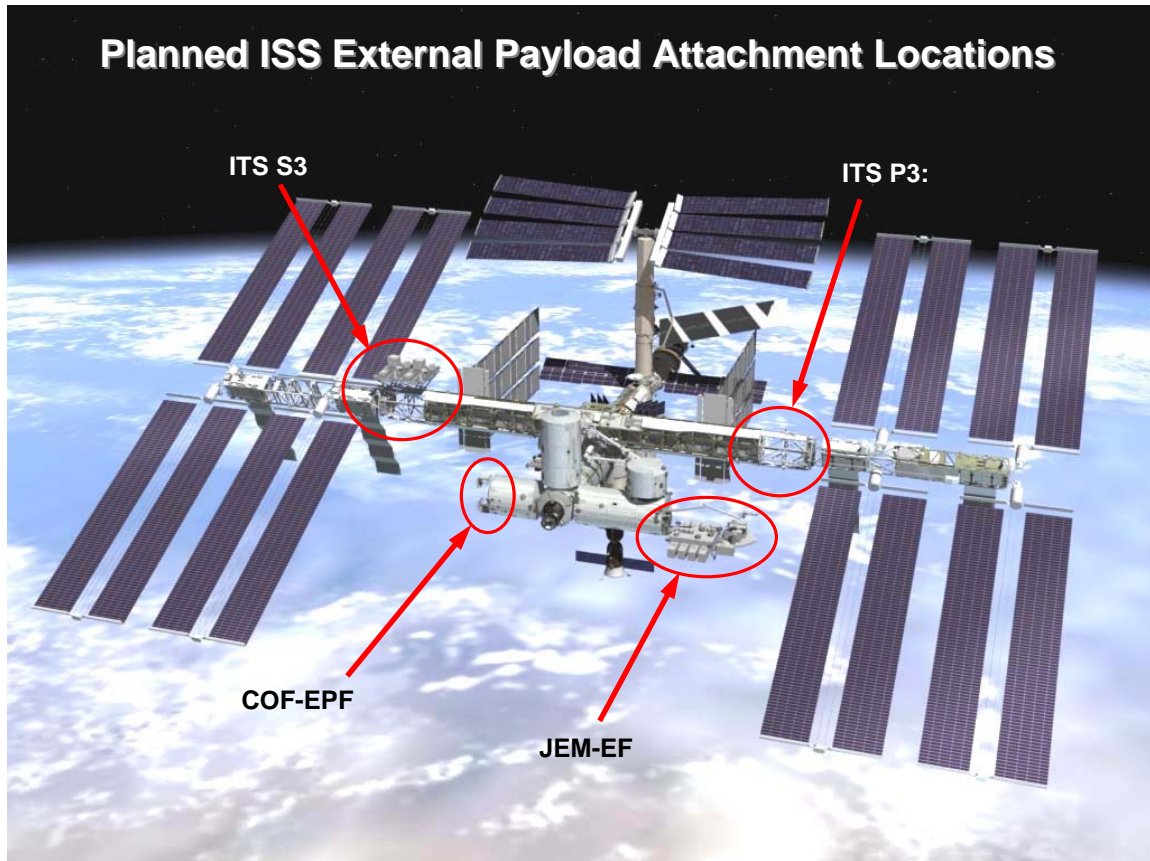 Planned ISS External Payload Attachment Locations
ITS S3
ITS P3:
COF-EPF
JEM-EF